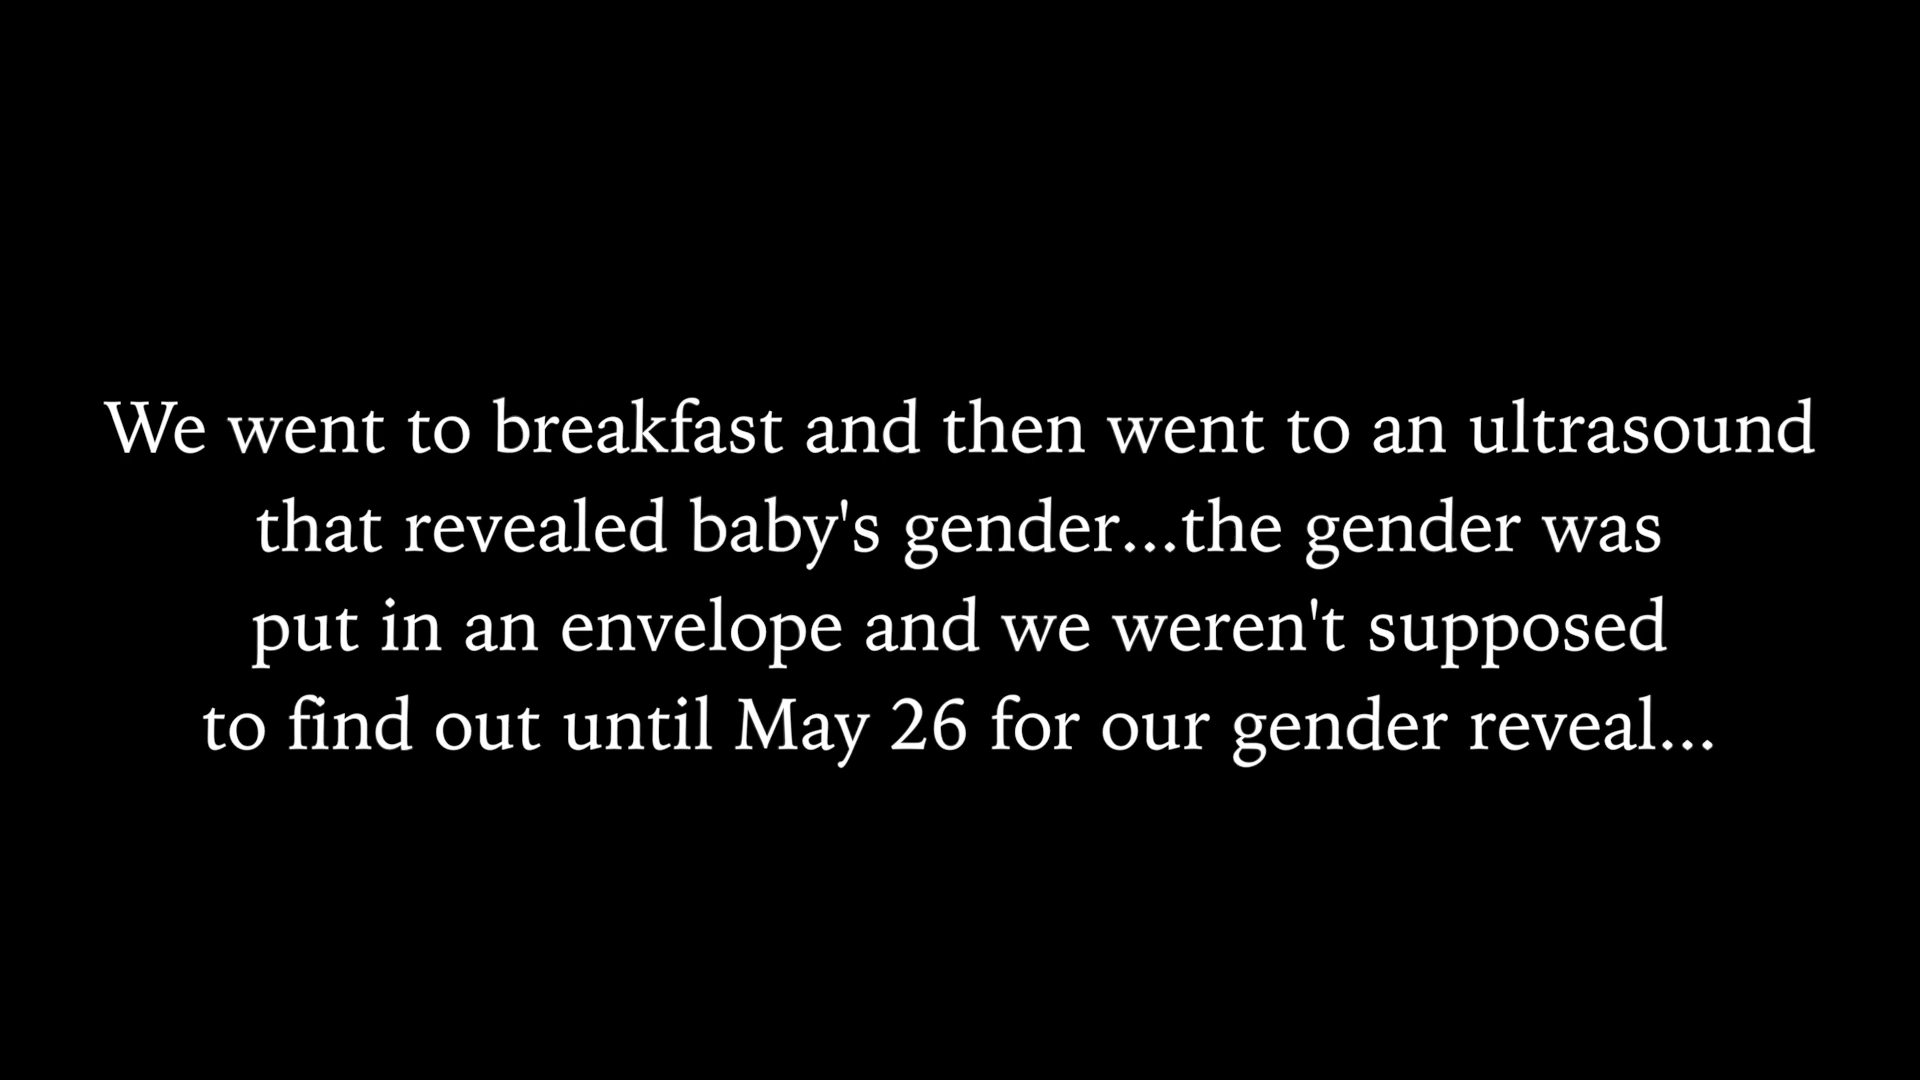 We went to breakfast and then went to an ultrasound
that revealed baby's gender...the gender was
put in an envelope and we weren't supposed
to find out until May 26 for our gender reveal...